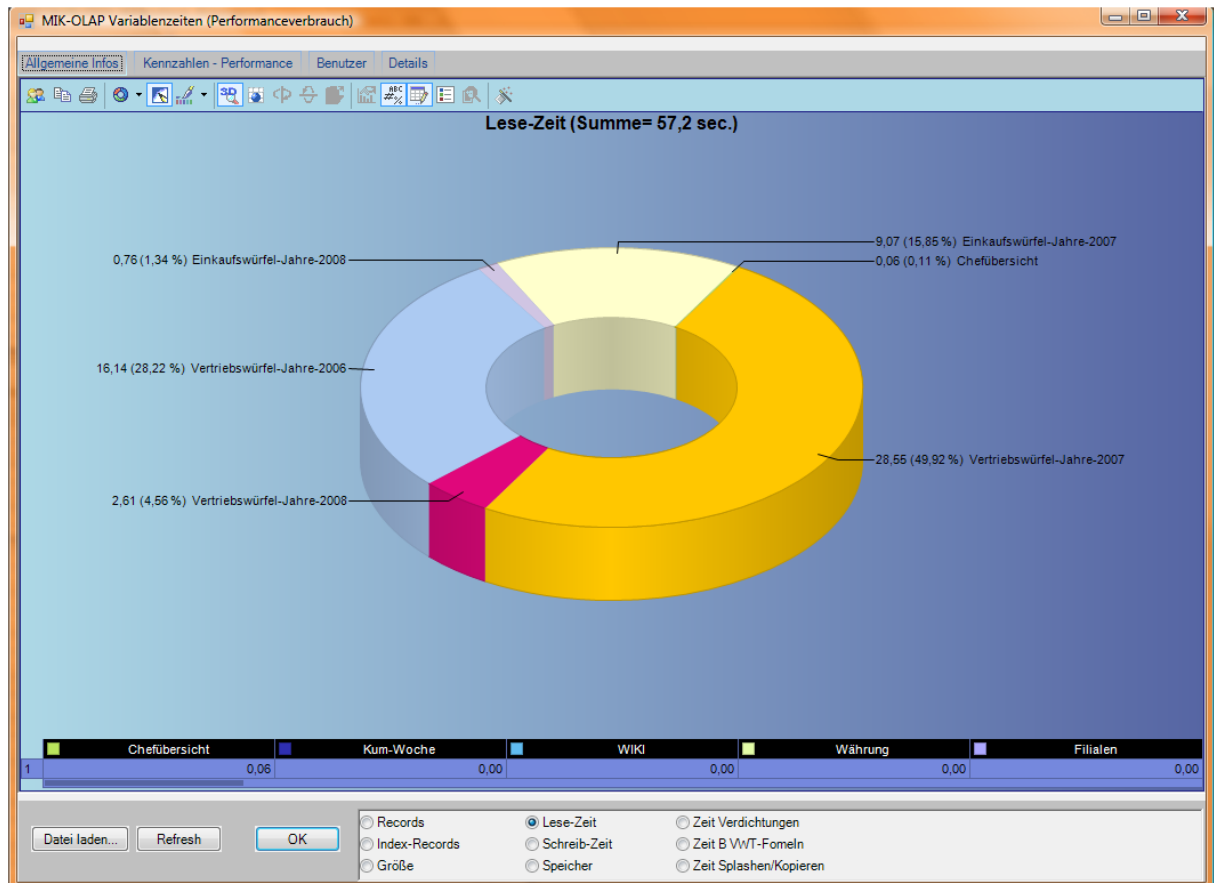 MIK-OLAP Variablenzeiten (Performanceverbrauch)
Allgemeine Infos Kennzahlen - Performance Benutzer Details
Lese-Zeit (Summe= 57,2 sec.)
9,07 (15,85 %) Einkaufswürfel-Jahre-2007
0,76 (1,34 %) Einkaufswürfel-Jahre-2008
0,06 (0,11 %) Chefübersicht
16,14 (28,22 %) Vertriebswürfel-Jahre-2006
28,55 (49,92 %) Vertriebswürfel-Jahre-2007
2,61 (4,56 %) Vertriebswürfel-Jahre-2008
Chefübersicht Kum-Woche WIKI Währung Filialen
1 0,06 0,00 0,00 0,00 0,00
Datei laden... Refresh OK
Records Lese-Zeit Zeit Verdichtungen
Index-Records Schreib-Zeit Zeit B VWT-Fomeln
Größe Speicher Zeit Splashen/Kopieren